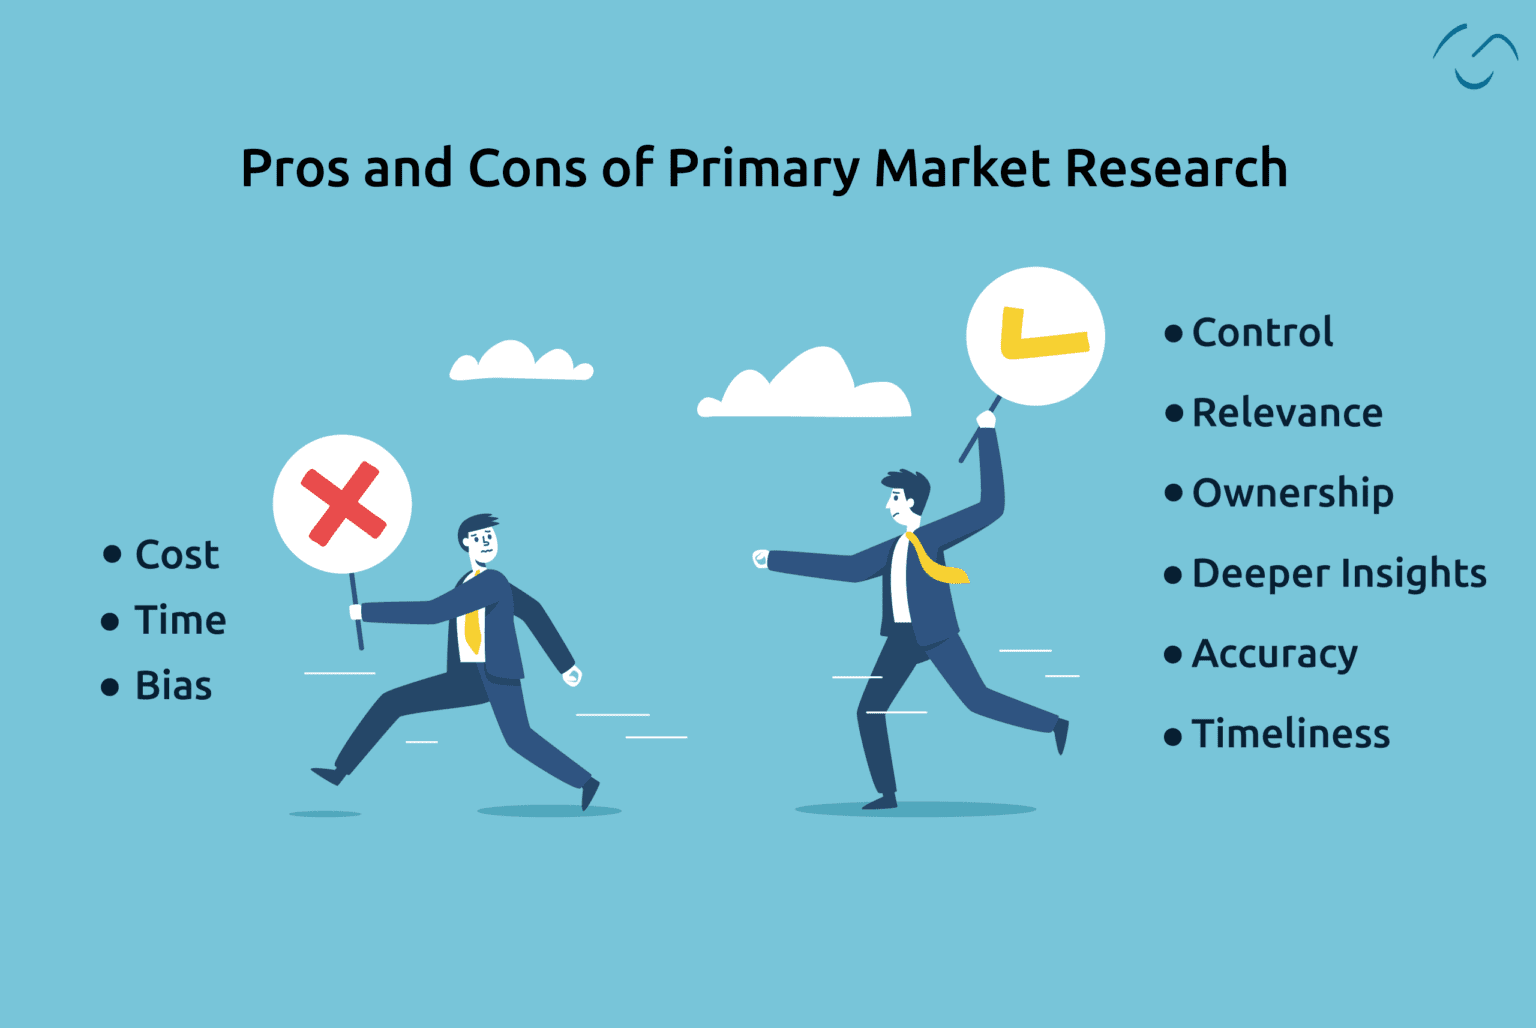 Pros and Cons of Primary Market Research
Cost
Time
Bias
Control
Relevance
Ownership
Deeper Insights
Accuracy
Timeliness